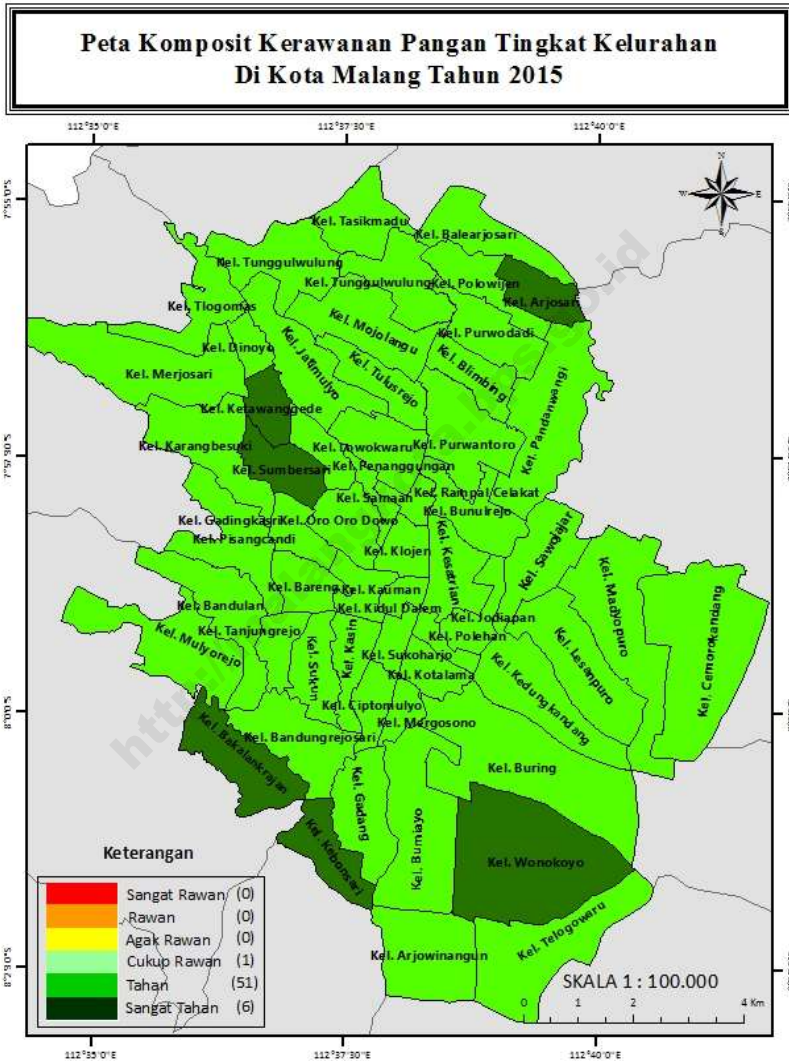 Peta Komposit Kerawanan Pangan Tingkat Kelurahan
Di Kota Malang Tahun 2015
112°35'0"E
112°37'30"E
112°40'0"E
7°55'0"S
N
W
E
S
Kel. Tasikmadu
Kel. Balearjosari
Kel. Tunggulwulung
Kel. Tunggulwulung
Kel. Polowijen
Kel. Arjosari
Kel. Tlogomas
Kel. Mojolangu
Kel. Purwodadi
Kel. Dinoyo
Kel. Jatimulyo
Kel. Tulusrejo
Kel. Blimbing
Kel. Merjosari
Kel. Pandanwangi
Kel. Ketawanggede
Kel. Karangbesuki
Kel. Lowokwaru
Kel. Purwantoro
7°57'30"S
Kel. Sumbersari
Kel. Penanggungan
Kel. Samaan
Kel. Rampal Celakat
Kel. Bunulrejo
Kel. Gadingkasri
Kel. Oro Oro Dowo
Kel. Pisangcandi
Kel. Klojen
Kel. Kesatrian
Kel. Sawojajar
Kel. Madyopuro
Kel. Cemorokandang
Kel. Bareng
Kel. Kauman
Kel. Bandulan
Kel. Kidul Dalem
Kel. Jodipan
Kel. Mulyorejo
Kel. Tanjungrejo
Kel. Sukun
Kel. Kasin
Kel. Polehan
Kel. Lesanpuro
Kel. Sukoharjo
Kel. Kotalama
Kel. Kedungkandang
Kel. Ciptomulyo
8°0'0"S
Kel. Mergosono
Kel. Bakalankrajan
Kel. Bandungrejosari
Kel. Gadang
Kel. Buring
Kel. Bumiayo
Kel. Kebonsari
Kel. Wonokoyo
Kel. Arjowinangun
Kel. Telogowaru
Keterangan
Sangat Rawan (0)
Rawan (0)
Agak Rawan (0)
Cukup Rawan (1)
Tahan (51)
Sangat Tahan (6)
SKALA 1 : 100.000
0 1 2 4 Km
112°35'0"E
112°37'30"E
112°40'0"E